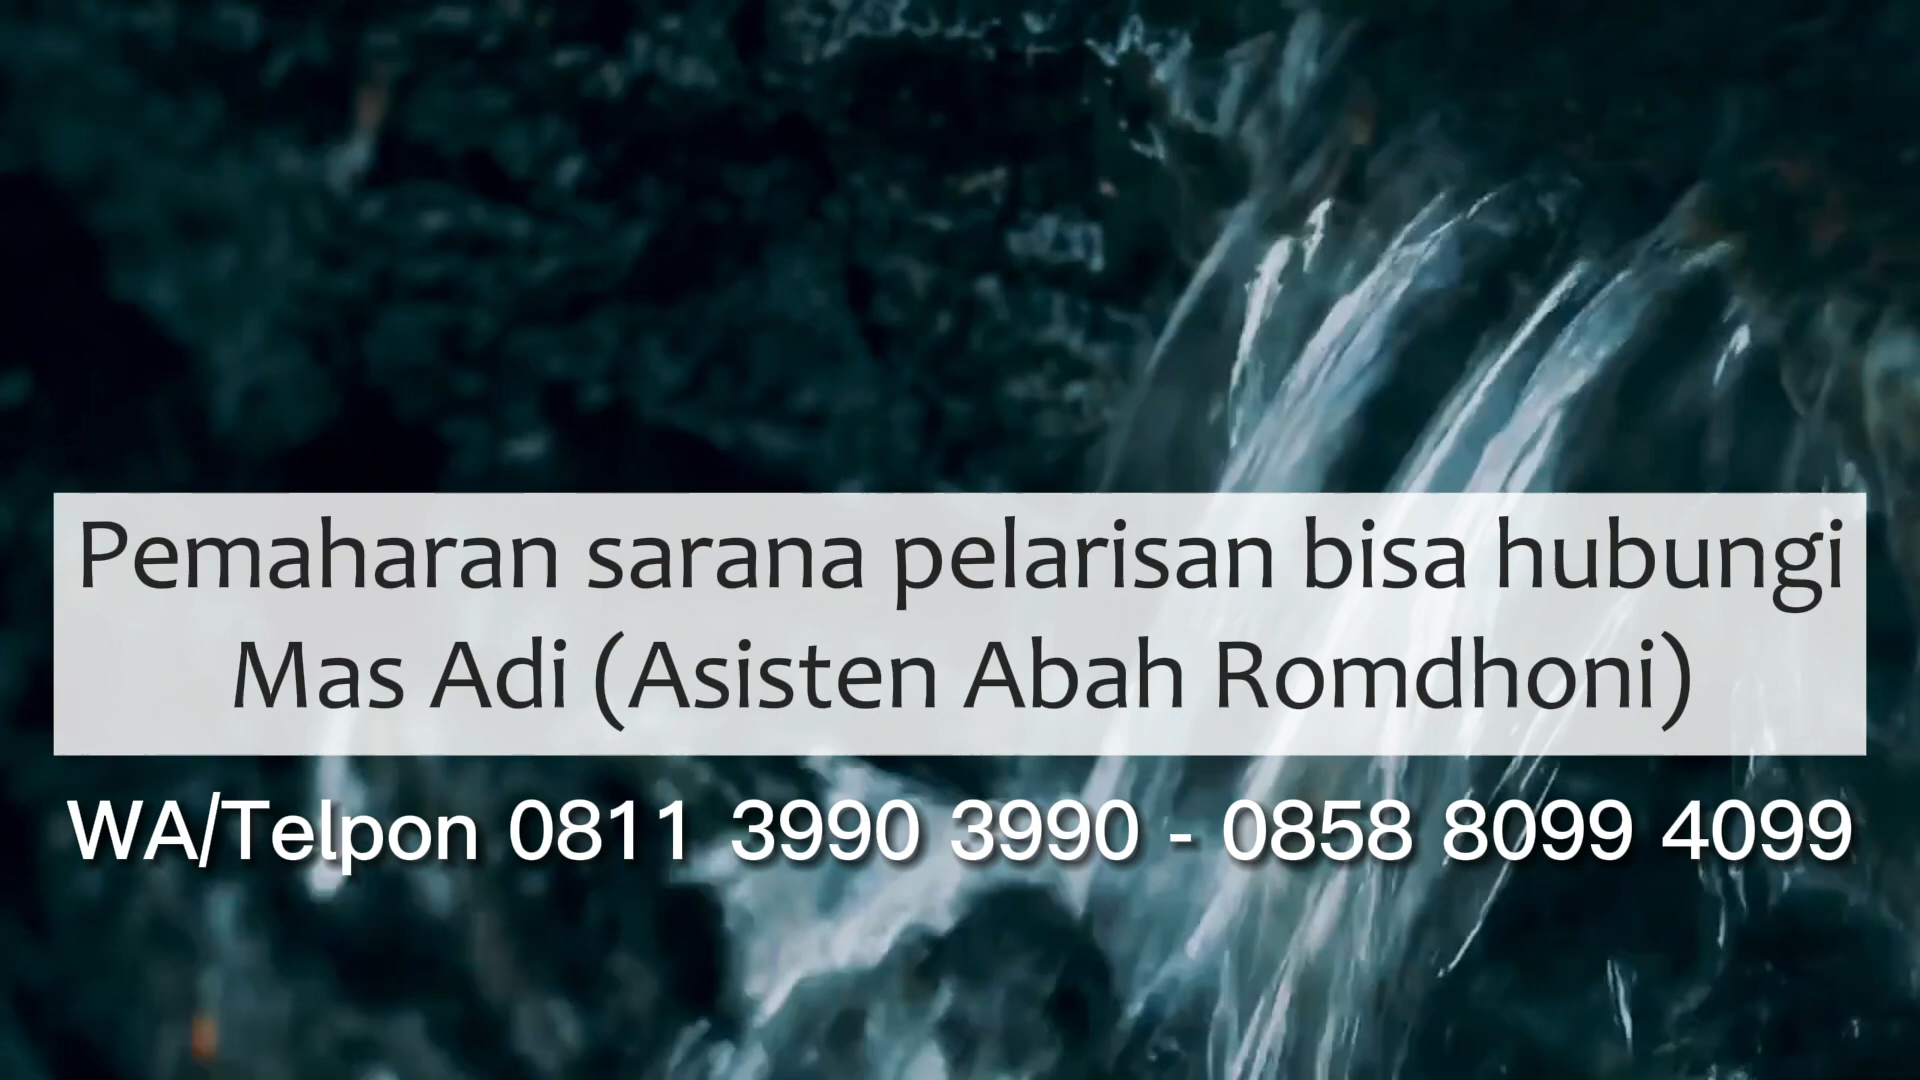 Pemaharan sarana pelarisan bisa hubungi
Mas Adi (Asisten Abah Romdhoni)
WA/Telpon 0811 3990 3990 - 0858 8099 4099